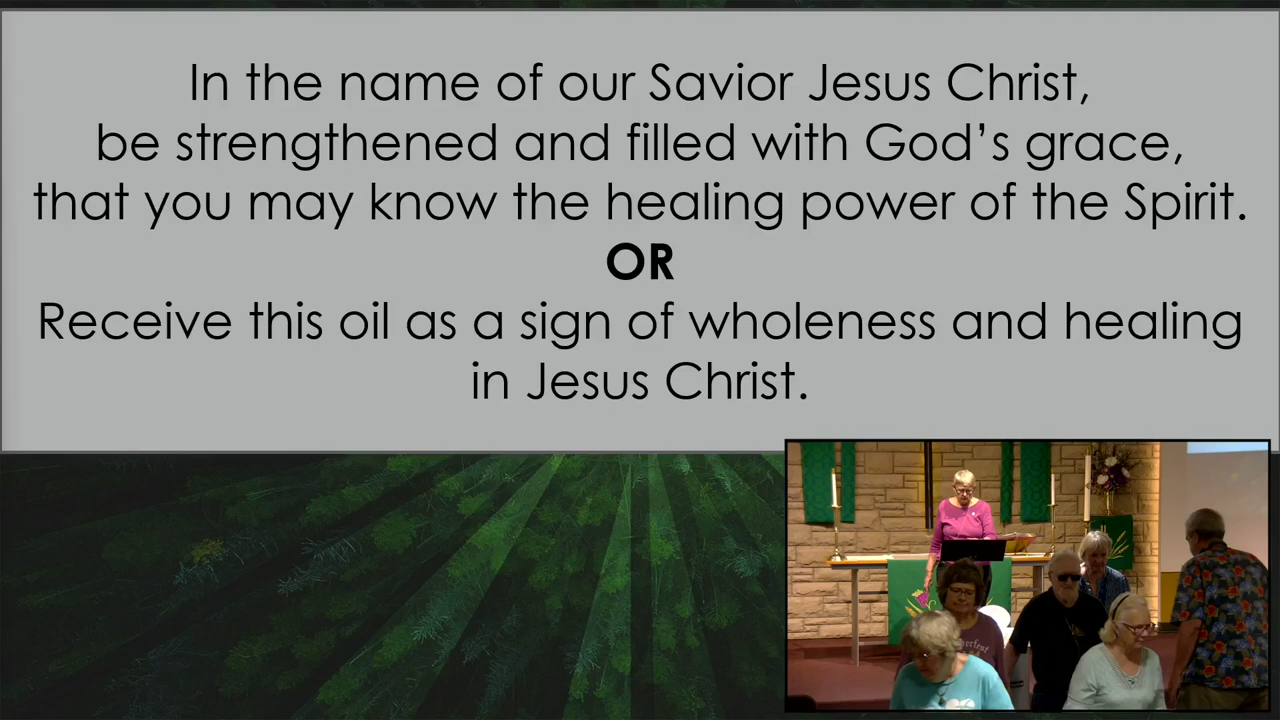 In the name of our Savior Jesus Christ,
be strengthened and filled with God’s grace,
that you may know the healing power of the Spirit.
OR
Receive this oil as a sign of wholeness and healing
in Jesus Christ.